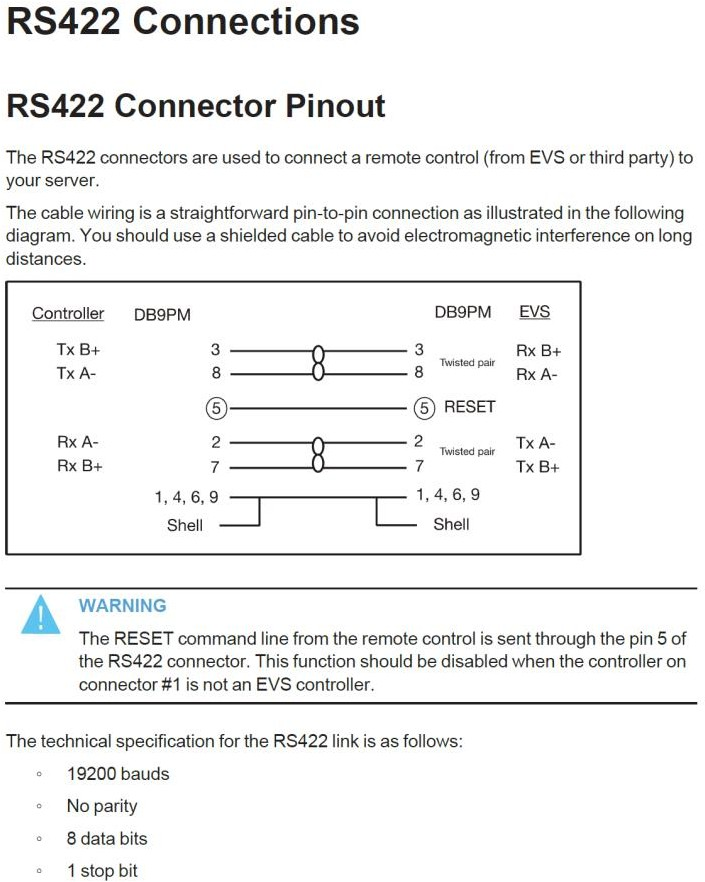 RS422 Connections
RS422 Connector Pinout
The RS422 connectors are used to connect a remote control (from EVS or third party) to
your server.
The cable wiring is a straightforward pin-to-pin connection as illustrated in the following
diagram. You should use a shielded cable to avoid electromagnetic interference on long
distances.
Controller DB9PM DB9PM EVS
Tx B+ 3 3 Rx B+
Twisted pair
Tx A- 8 8 Rx A-
5 5 RESET
Rx A- 2 2 Tx A-
Twisted pair
Rx B+ 7 7 Tx B+
1, 4, 6, 9 1, 4, 6, 9
Shell Shell
WARNING
The RESET command line from the remote control is sent through the pin 5 of
the RS422 connector. This function should be disabled when the controller on
connector #1 is not an EVS controller.
The technical specification for the RS422 link is as follows:
◦ 19200 bauds
◦ No parity
◦ 8 data bits
◦ 1 stop bit